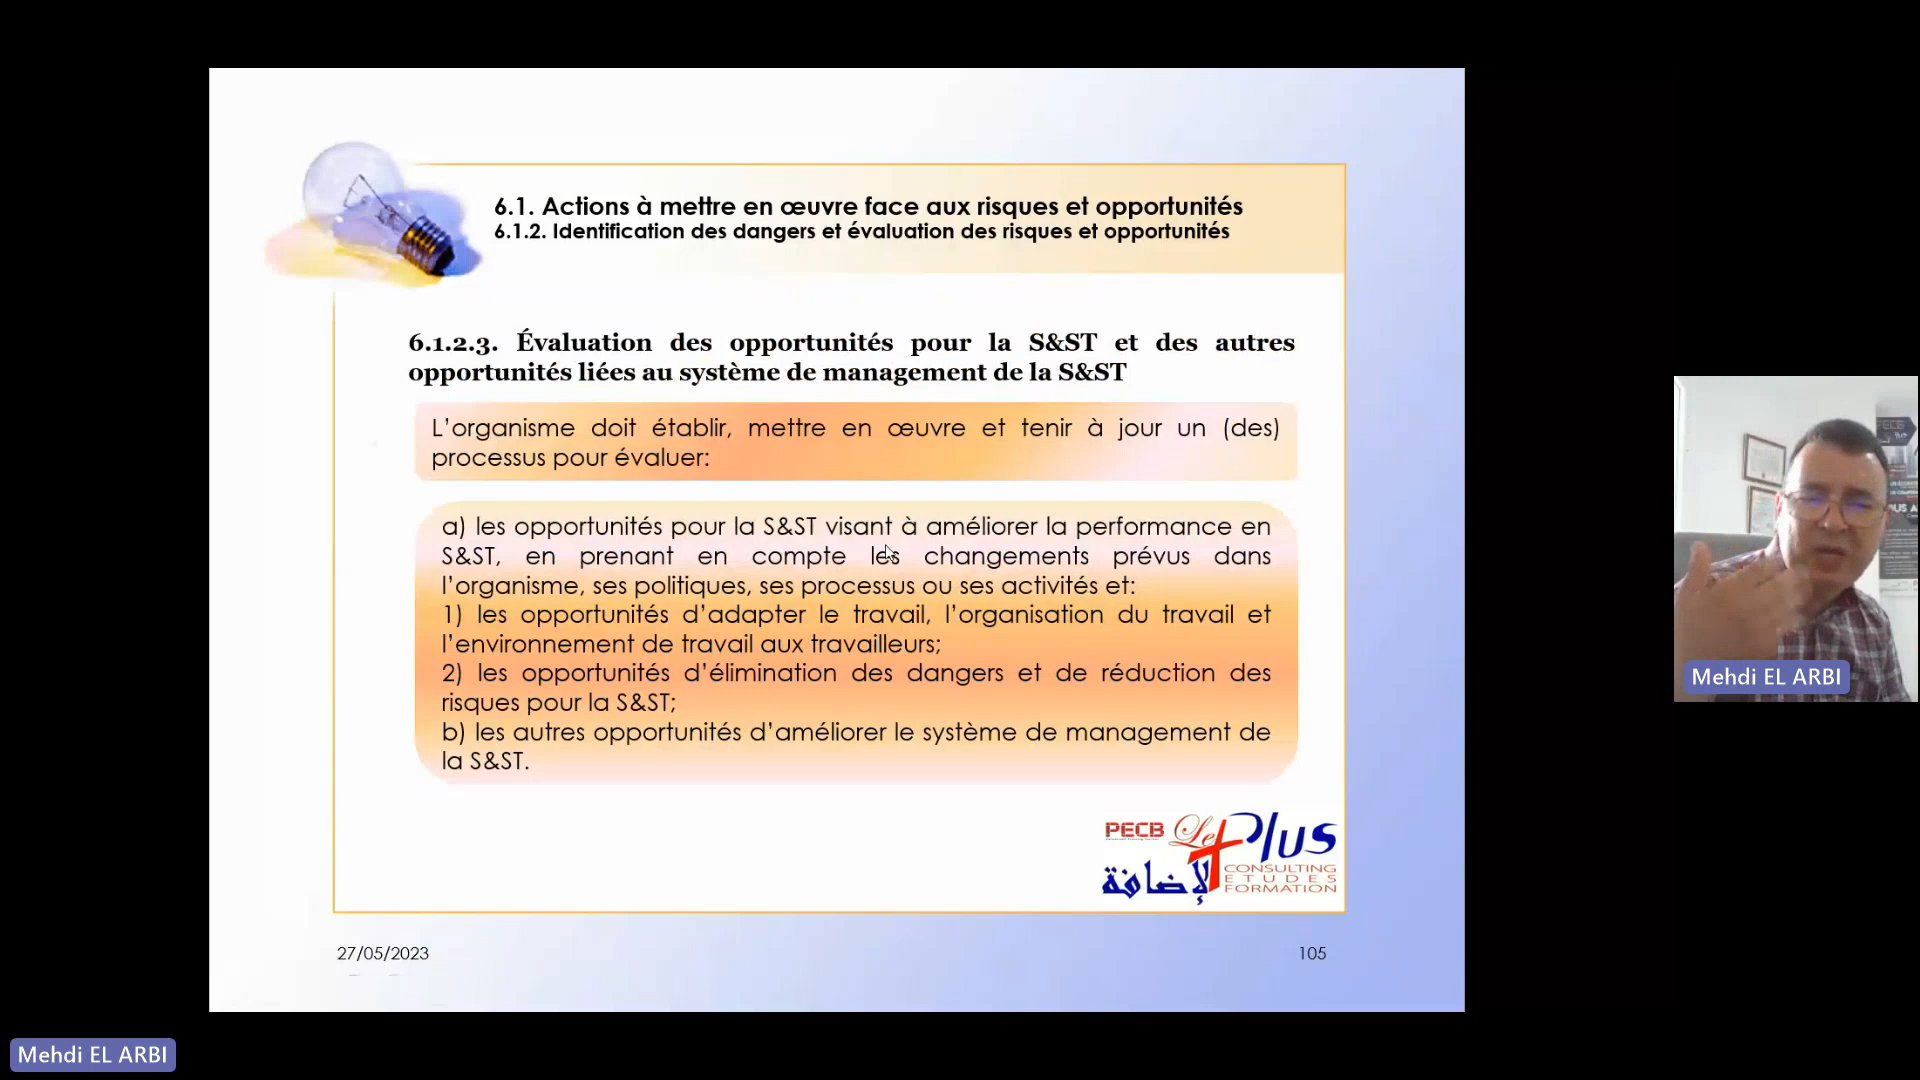 6.1. Actions à mettre en œuvre face aux risques et opportunités
6.1.2. Identification des dangers et évaluation des risques et opportunités
6.1.2.3. Évaluation des opportunités pour la S&ST et des autres
opportunités liées au système de management de la S&ST
L’organisme doit établir, mettre en œuvre et tenir à jour un (des)
processus pour évaluer:
a) les opportunités pour la S&ST visant à améliorer la performance en
S&ST, en prenant en compte les changements prévus dans
l’organisme, ses politiques, ses processus ou ses activités et:
1) les opportunités d’adapter le travail, l’organisation du travail et
l’environnement de travail aux travailleurs;
2) les opportunités d’élimination des dangers et de réduction des
risques pour la S&ST;
b) les autres opportunités d’améliorer le système de management de
la S&ST.
PECB Le Plus
الإضافة
CONSULTING
ETUDES
FORMATION
27/05/2023
105
PECB
Mehdi EL ARBI
Mehdi EL ARBI